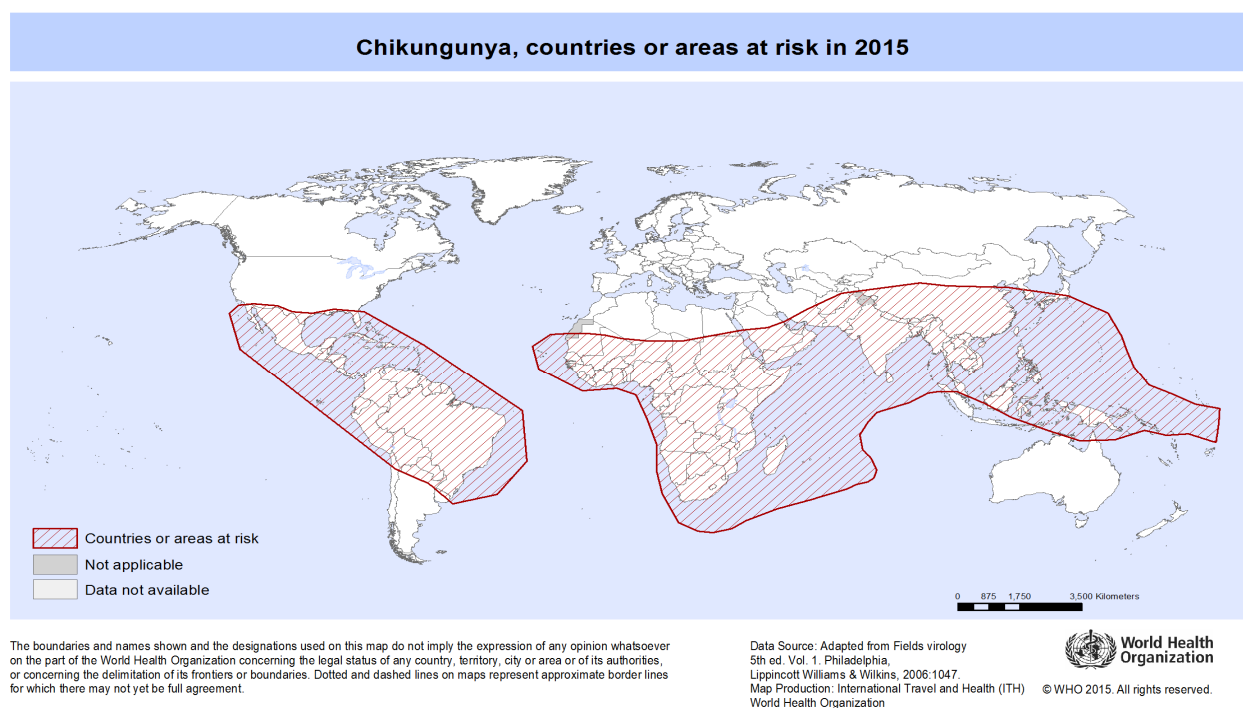 Chikungunya, countries or areas at risk in 2015
Countries or areas at risk
Not applicable
Data not available
0 875 1,750 3,500 Kilometers
The boundaries and names shown and the designations used on this map do not imply the expression of any opinion whatsoever
on the part of the World Health Organization concerning the legal status of any country, territory, city or area or of its authorities,
or concerning the delimitation of its frontiers or boundaries. Dotted and dashed lines on maps represent approximate border lines
for which there may not yet be full agreement.
Data Source: Adapted from Fields virology
5th ed. Vol. 1. Philadelphia,
Lippincott Williams & Wilkins, 2006:1047.
Map Production: International Travel and Health (ITH)
World Health Organization
World Health
Organization
© WHO 2015. All rights reserved.